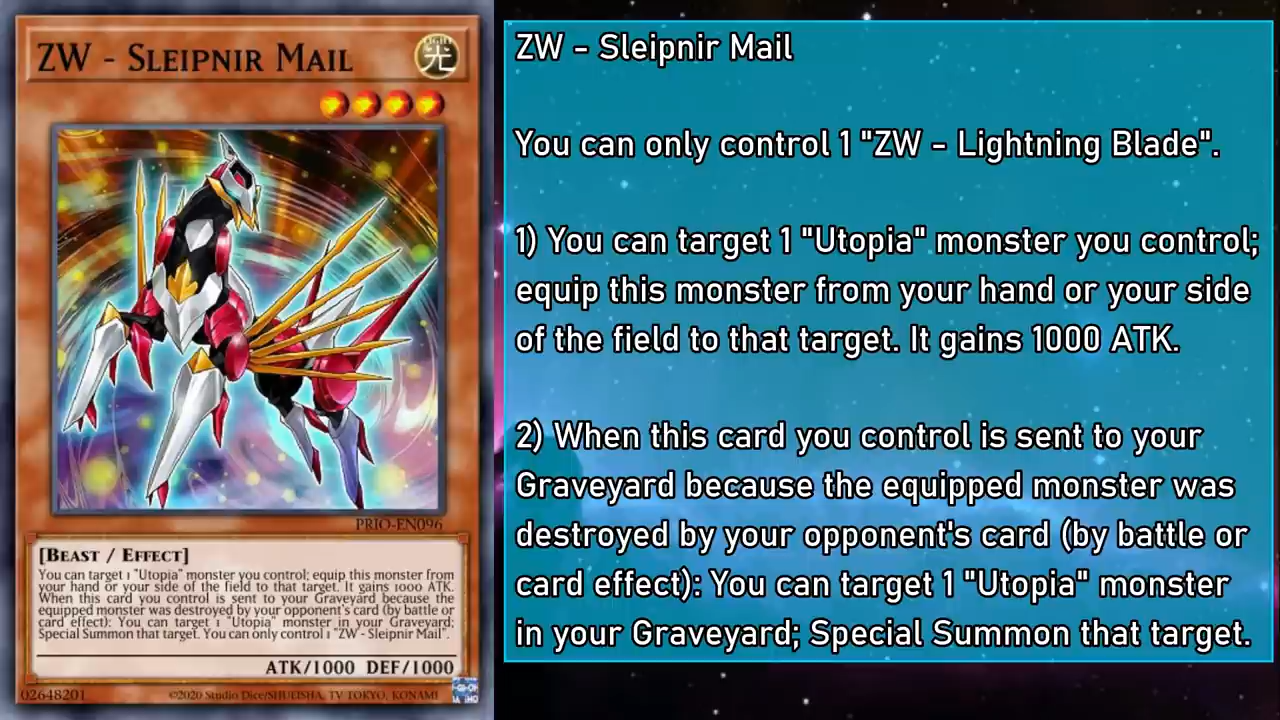 ZW - Sleipnir Mail
LIGHT
光
PRIO-EN096
[Beast / Effect]
You can target 1 "Utopia" monster you control; equip this monster from
your hand or your side of the field to that target. It gains 1000 ATK.
When this card you control is sent to your Graveyard because the
equipped monster was destroyed by your opponent's card (by battle or
card effect): You can target 1 "Utopia" monster in your Graveyard;
Special Summon that target. You can only control 1 "ZW - Sleipnir Mail".
ATK/1000 DEF/1000
02648201
©2020 Studio Dice/SHUEISHA, TV TOKYO, KONAMI
ZW - Sleipnir Mail
You can only control 1 "ZW - Lightning Blade".
1) You can target 1 "Utopia" monster you control;
equip this monster from your hand or your side
of the field to that target. It gains 1000 ATK.
2) When this card you control is sent to your
Graveyard because the equipped monster was
destroyed by your opponent's card (by battle or
card effect): You can target 1 "Utopia" monster
in your Graveyard; Special Summon that target.